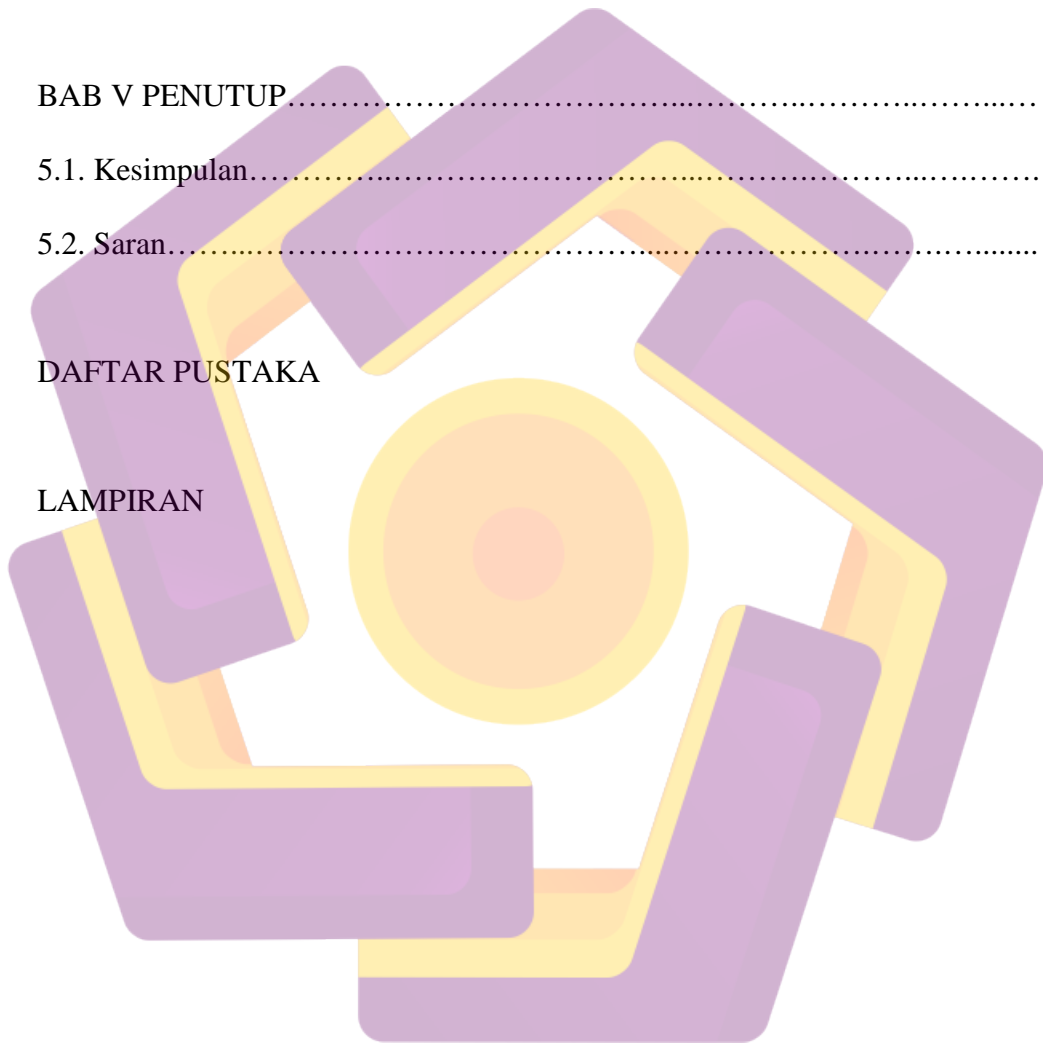 BAB V PENUTUP…………….…………………...…..…..………..……...…
5.1. Kesimpulan…………...…………………………...……….………...….…….
5.2. Saran……...……………………………………...…………………………........
DAFTAR PUSTAKA
LAMPIRAN